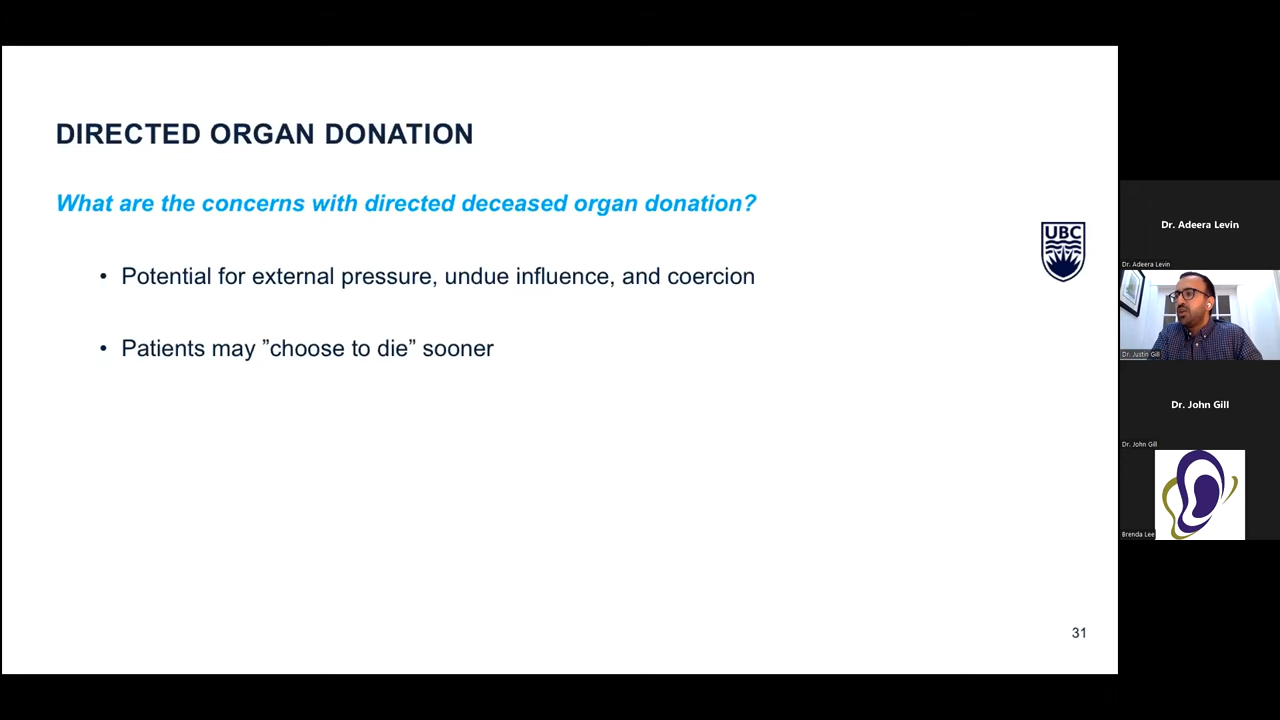 DIRECTED ORGAN DONATION
What are the concerns with directed deceased organ donation?
• Potential for external pressure, undue influence, and coercion
• Patients may ”choose to die” sooner
UBC
31
Dr. Adeera Levin
Dr. Adeera Levin
Dr. Justin Gill
Dr. John Gill
Dr. John Gill
Brenda Lee